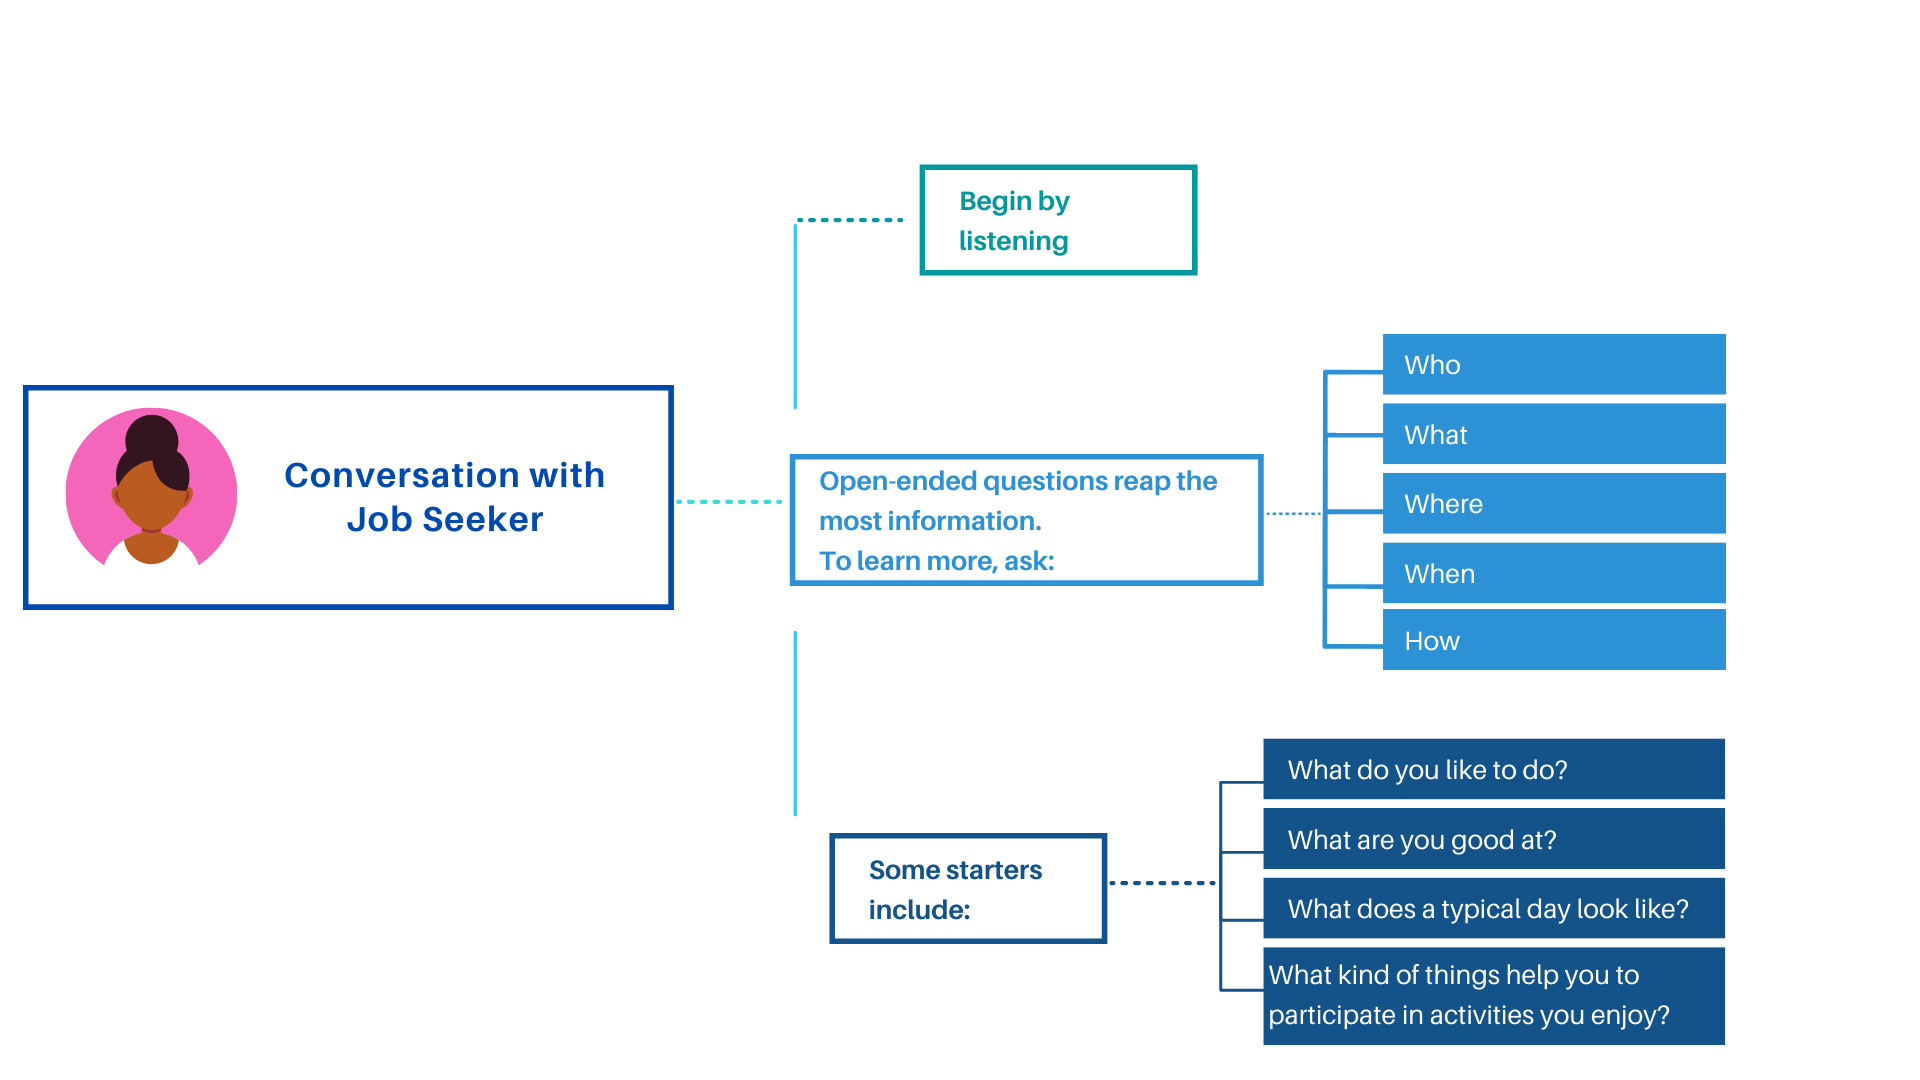 Conversation with
Job Seeker
Begin by
listening
Open-ended questions reap the
most information.
To learn more, ask:
Who
What
Where
When
How
Some starters
include:
What do you like to do?
What are you good at?
What does a typical day look like?
What kind of things help you to
participate in activities you enjoy?